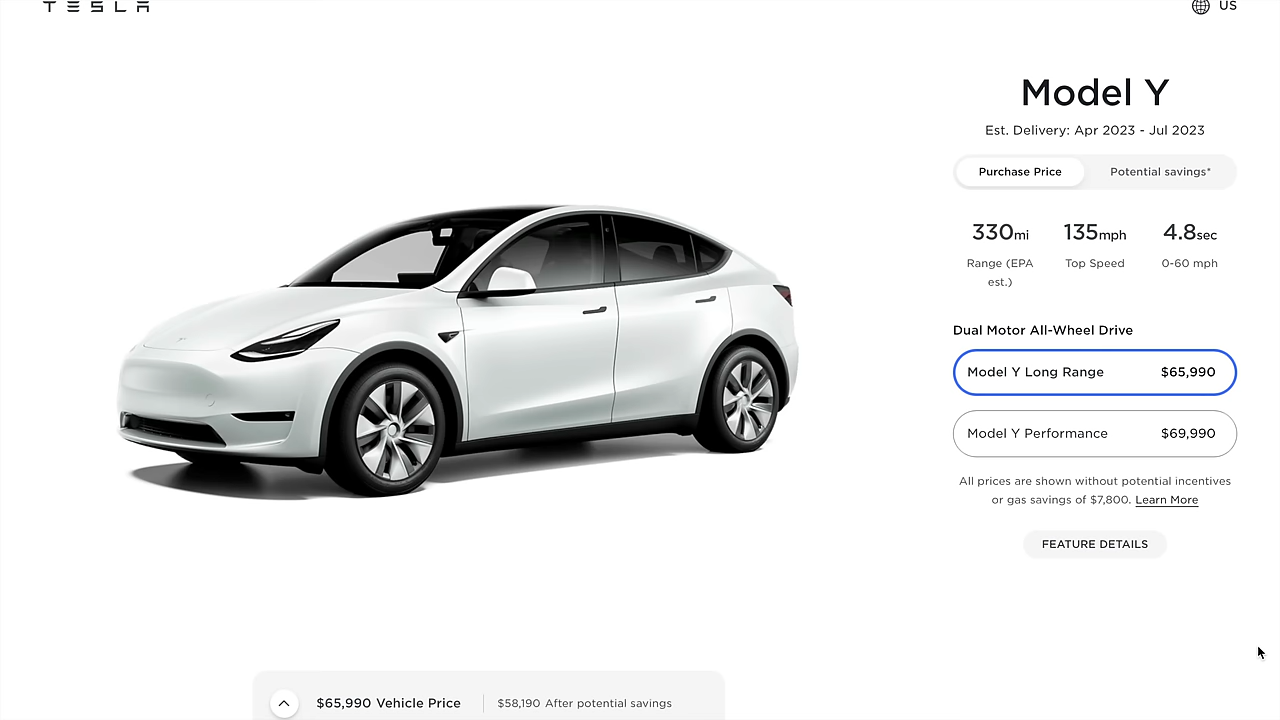 TESLA
US
Model Y
Est. Delivery: Apr 2023 - Jul 2023
Purchase Price
Potential savings*
330mi
135mph
4.8sec
Range (EPA
est.)
Top Speed
0-60 mph
Dual Motor All-Wheel Drive
Model Y Long Range $65,990
Model Y Performance $69,990
All prices are shown without potential incentives
or gas savings of $7,800. Learn More
FEATURE DETAILS
$65,990 Vehicle Price
$58,190 After potential savings